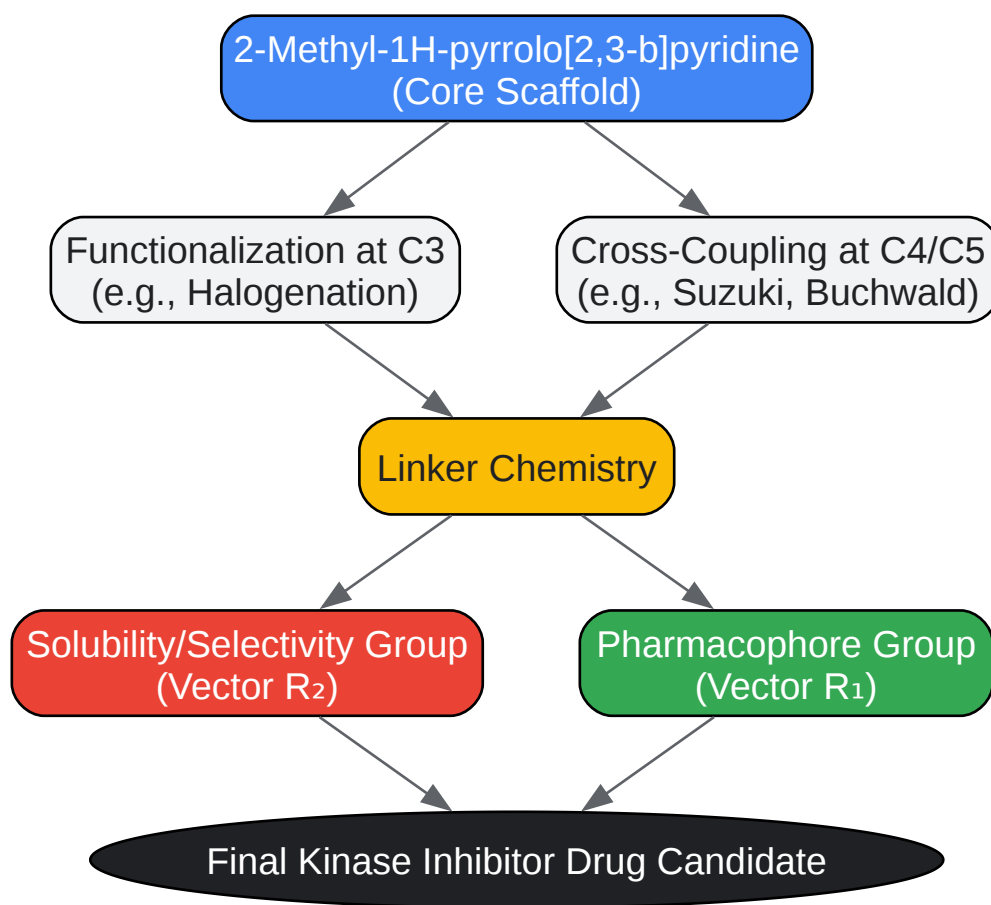 2-Methyl-1H-pyrrolo[2,3-b]pyridine
(Core Scaffold)
Functionalization at C3
(e.g., Halogenation)
Cross-Coupling at C4/C5
(e.g., Suzuki, Buchwald)
Linker Chemistry
Solubility/Selectivity Group
(Vector R₂)
Pharmacophore Group
(Vector R₁)
Final Kinase Inhibitor Drug Candidate